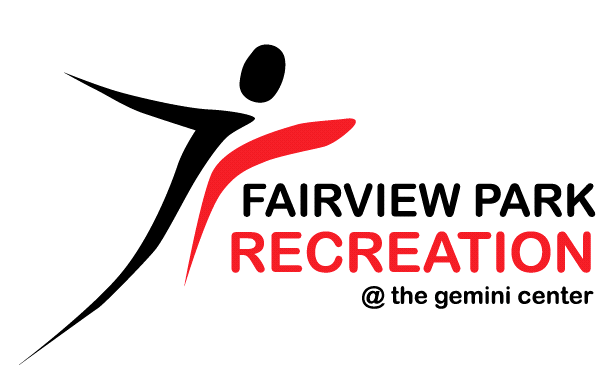 FAIRVIEW PARK
RECREATION
@ the gemini center